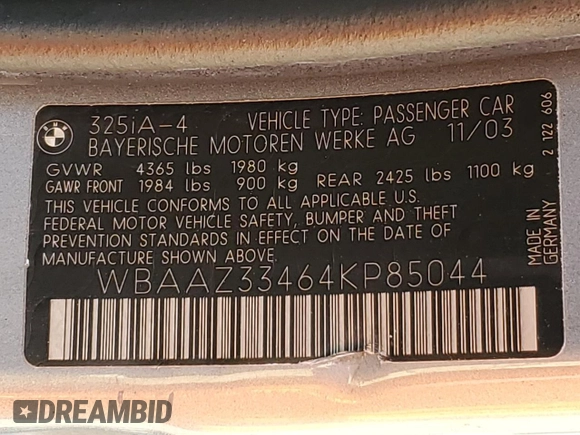 325iA-4 VEHICLE TYPE: PASSENGER CAR
BAYERISCHE MOTOREN WERKE AG 11/03
GVWR 4365 lbs 1980 kg
GAWR FRONT 1984 lbs 900 kg REAR 2425 lbs 1100 kg
THIS VEHICLE CONFORMS TO ALL APPLICABLE U.S.
FEDERAL MOTOR VEHICLE SAFETY, BUMPER AND THEFT
PREVENTION STANDARDS IN EFFECT ON THE DATE OF
MANUFACTURE SHOWN ABOVE.
WBAAZ33464KP85044
MADE IN
GERMANY
2 122 606
BMW
DREAMBID